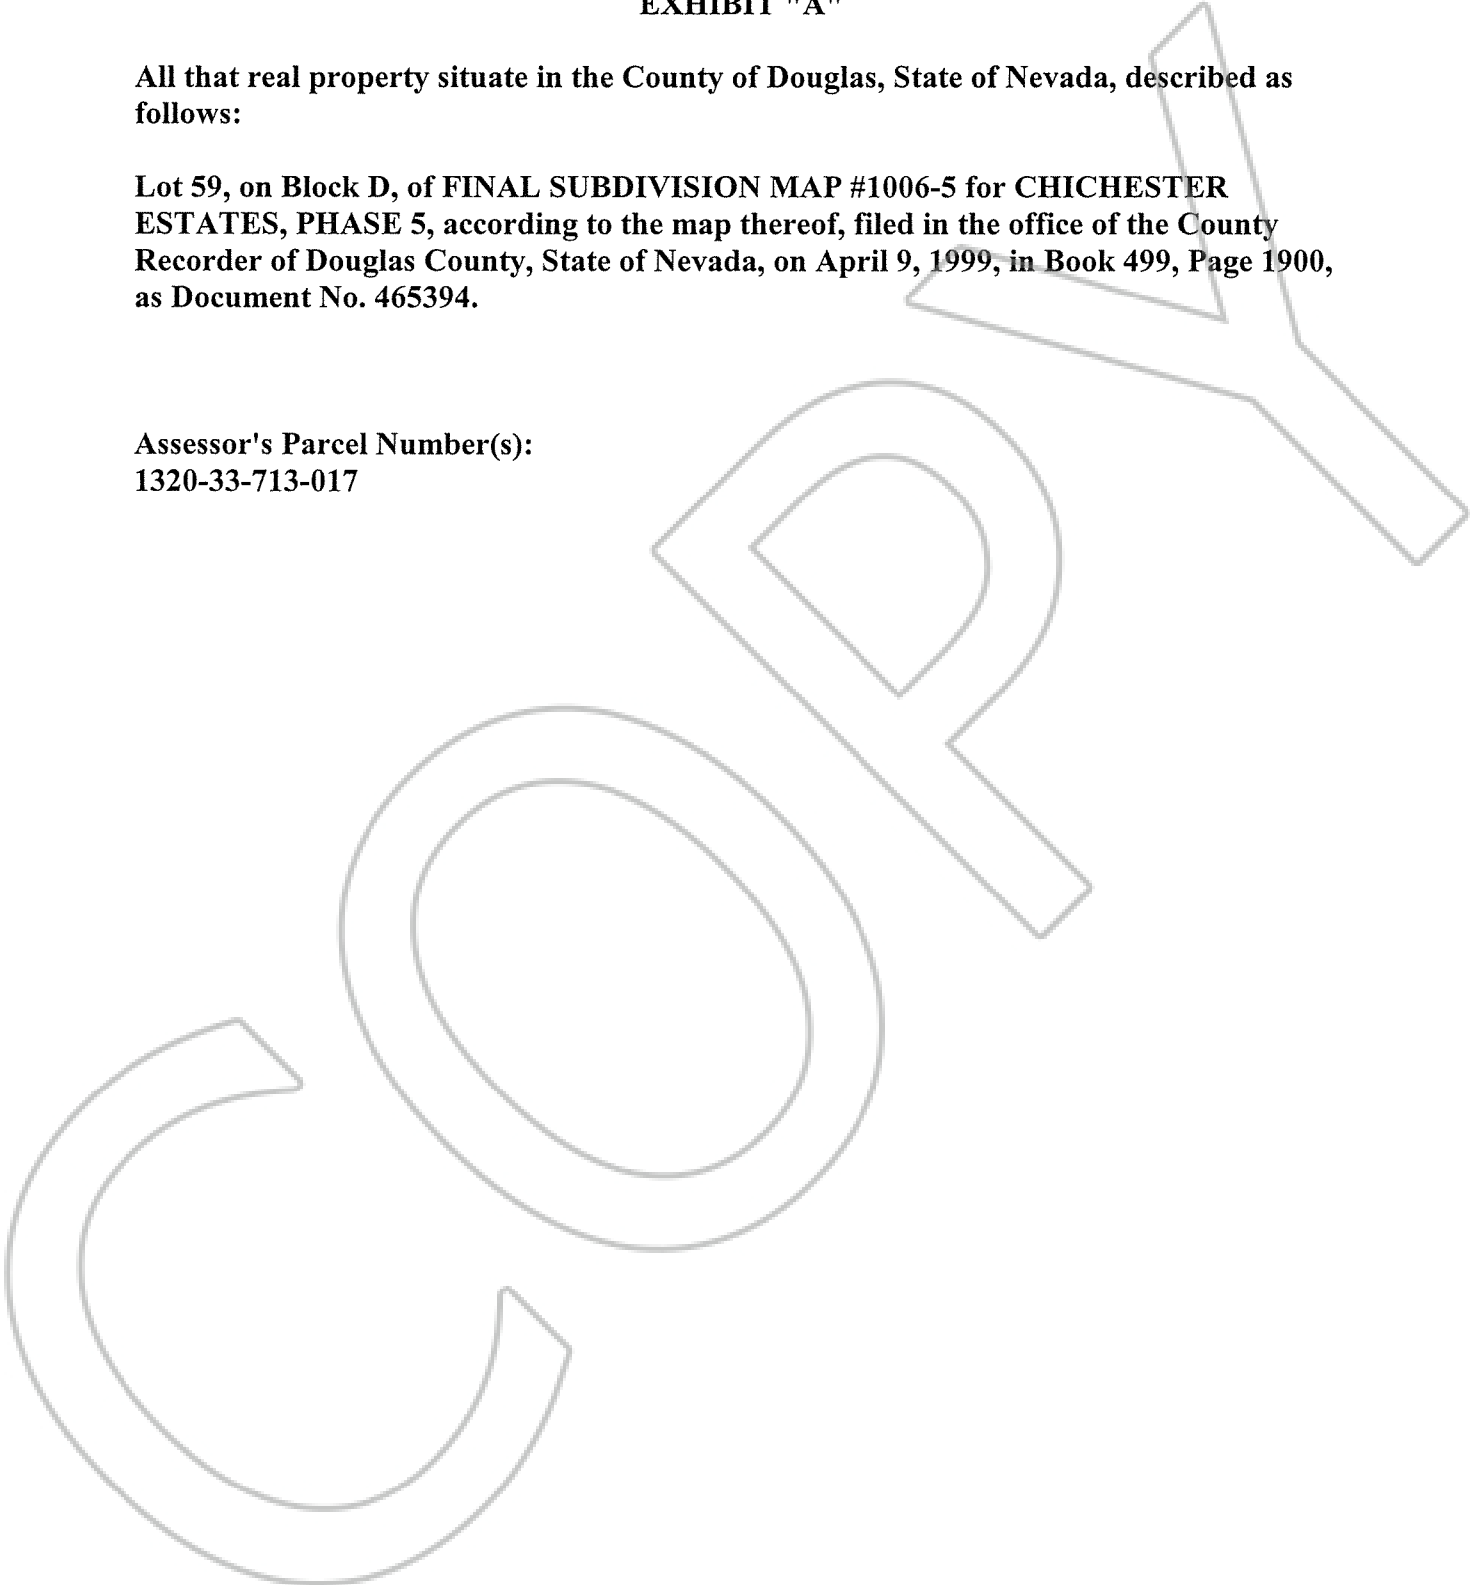 EXHIBIT "A"
All that real property situate in the County of Douglas, State of Nevada, described as
follows:
Lot 59, on Block D, of FINAL SUBDIVISION MAP #1006-5 for CHICHESTER
ESTATES, PHASE 5, according to the map thereof, filed in the office of the County
Recorder of Douglas County, State of Nevada, on April 9, 1999, in Book 499, Page 1900,
as Document No. 465394.
Assessor's Parcel Number(s):
1320-33-713-017
COPY